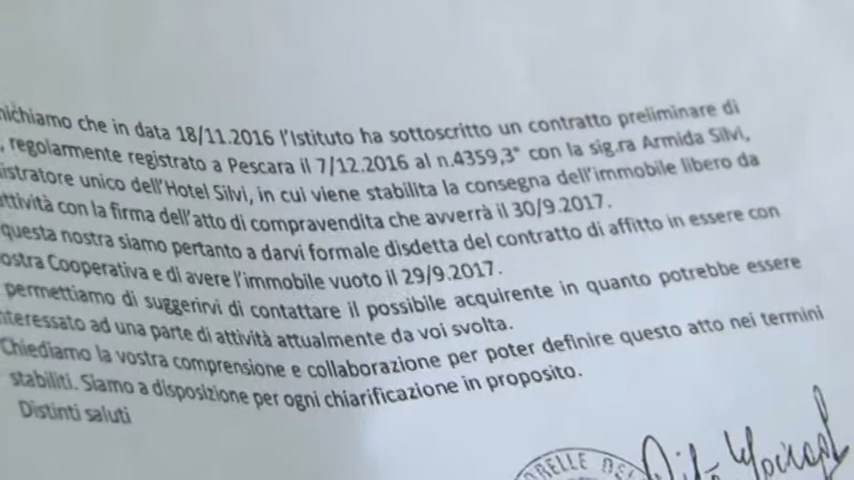 nichiamo che in data 18/11.2016 l'Istituto ha sottoscritto un contratto preliminare di
, regolarmente registrato a Pescara il 7/12.2016 al n.4359,3° con la sig.ra Armida Silvi,
istratore unico dell'Hotel Silvi, in cui viene stabilita la consegna dell'immobile libero da
attività con la firma dell'atto di compravendita che avverrà il 30/9.2017.
questa nostra siamo pertanto a darvi formale disdetta del contratto di affitto in essere con
ostra Cooperativa e di avere l'immobile vuoto il 29/9.2017.
permettiamo di suggerirvi di contattare il possibile acquirente in quanto potrebbe essere
interessato ad una parte di attività attualmente da voi svolta.
Chiediamo la vostra comprensione e collaborazione per poter definire questo atto nei termini
stabiliti. Siamo a disposizione per ogni chiarificazione in proposito.
Distinti saluti
ORELLE DEL